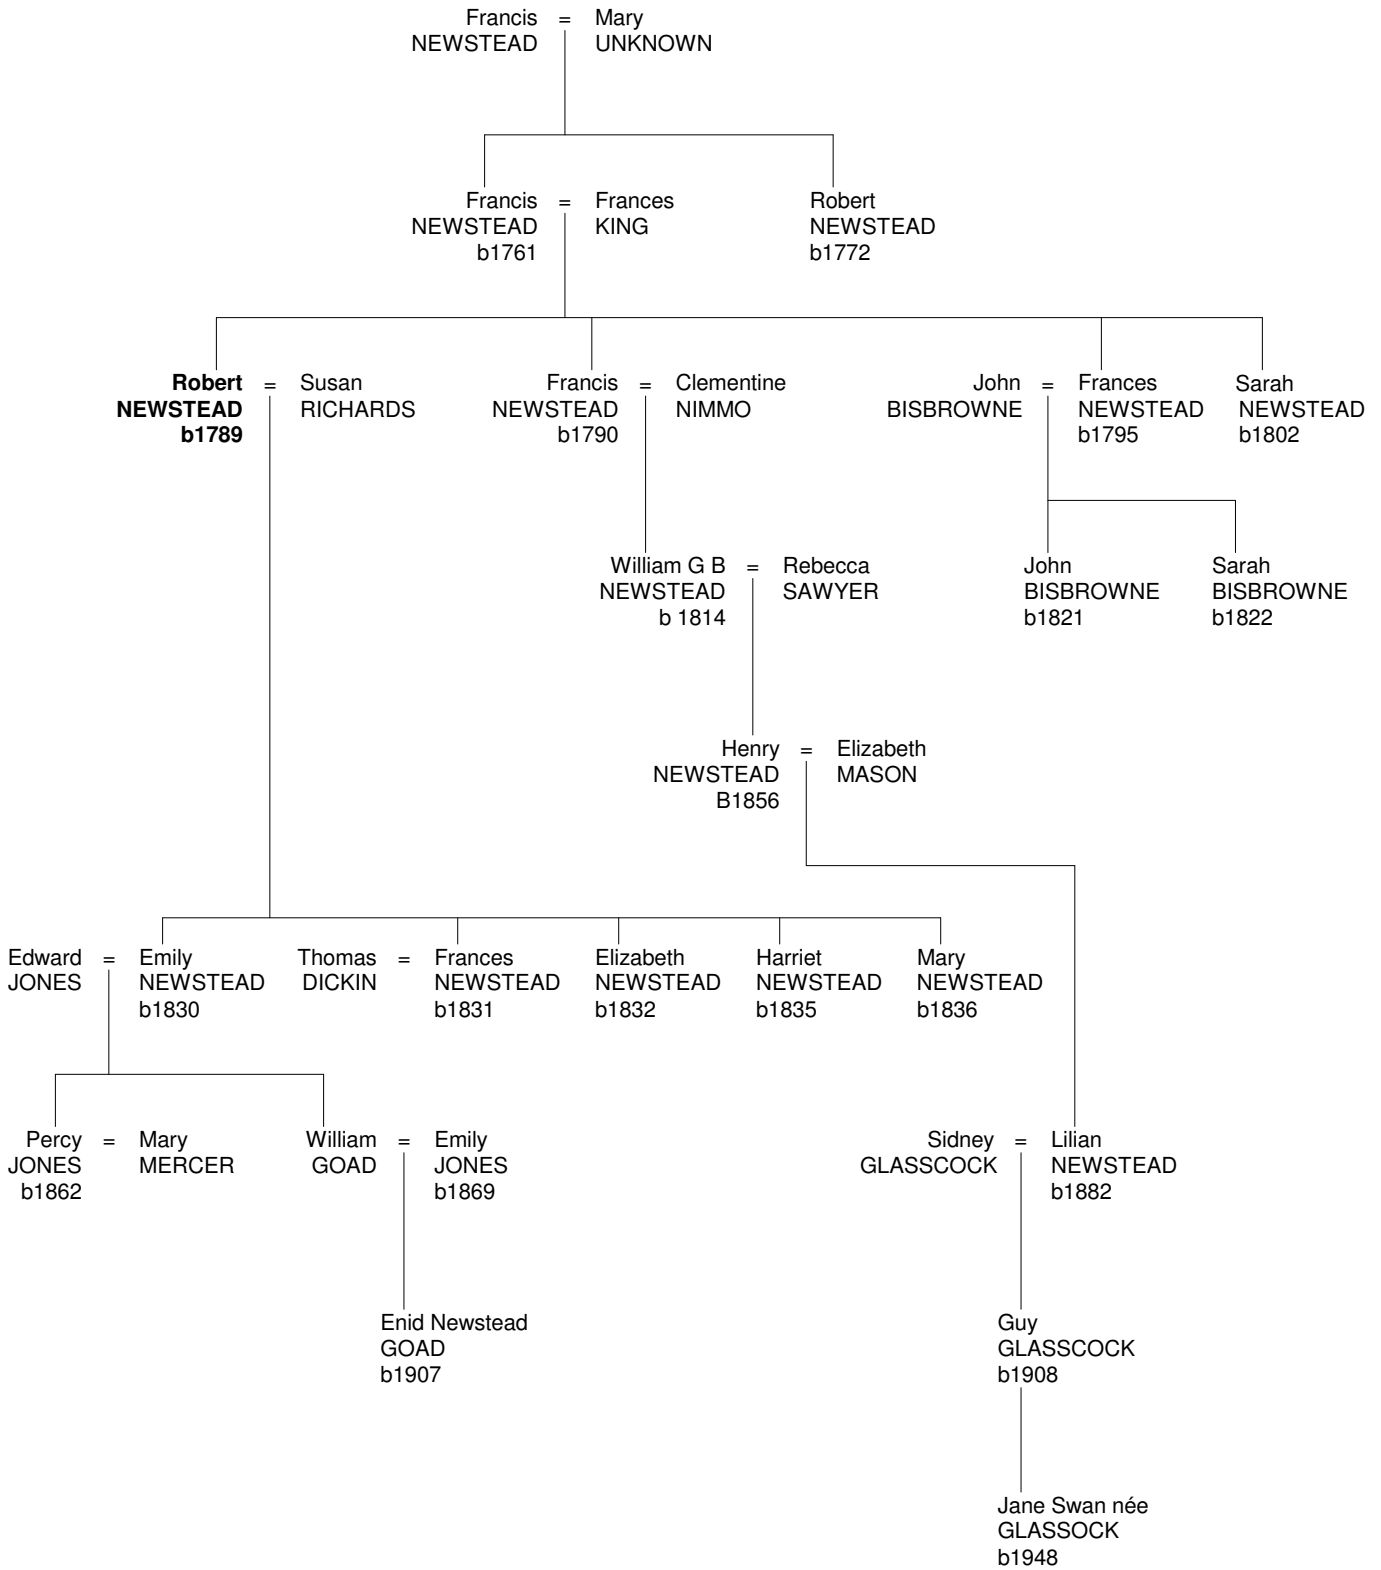 Francis = Mary
NEWSTEAD UNKNOWN
Francis = Frances Robert
NEWSTEAD KING NEWSTEAD
b1761 b1772
Robert = Susan Francis = Clementine John = Frances Sarah
NEWSTEAD RICHARDS NEWSTEAD NIMMO BISBROWNE NEWSTEAD NEWSTEAD
b1789 b1790 b1795 b1802
William G B = Rebecca John Sarah
NEWSTEAD SAWYER BISBROWNE BISBROWNE
b 1814 b1821 b1822
Henry = Elizabeth
NEWSTEAD MASON
B1856
Edward = Emily Thomas = Frances Elizabeth Harriet Mary
JONES NEWSTEAD DICKIN NEWSTEAD NEWSTEAD NEWSTEAD NEWSTEAD
b1830 b1831 b1832 b1835 b1836
Percy = Mary William = Emily Sidney = Lilian
JONES MERCER GOAD JONES GLASSCOCK NEWSTEAD
b1862 b1869 b1882
Enid Newstead Guy
GOAD GLASSCOCK
b1907 b1908
Jane Swan née
GLASSOCK
b1948